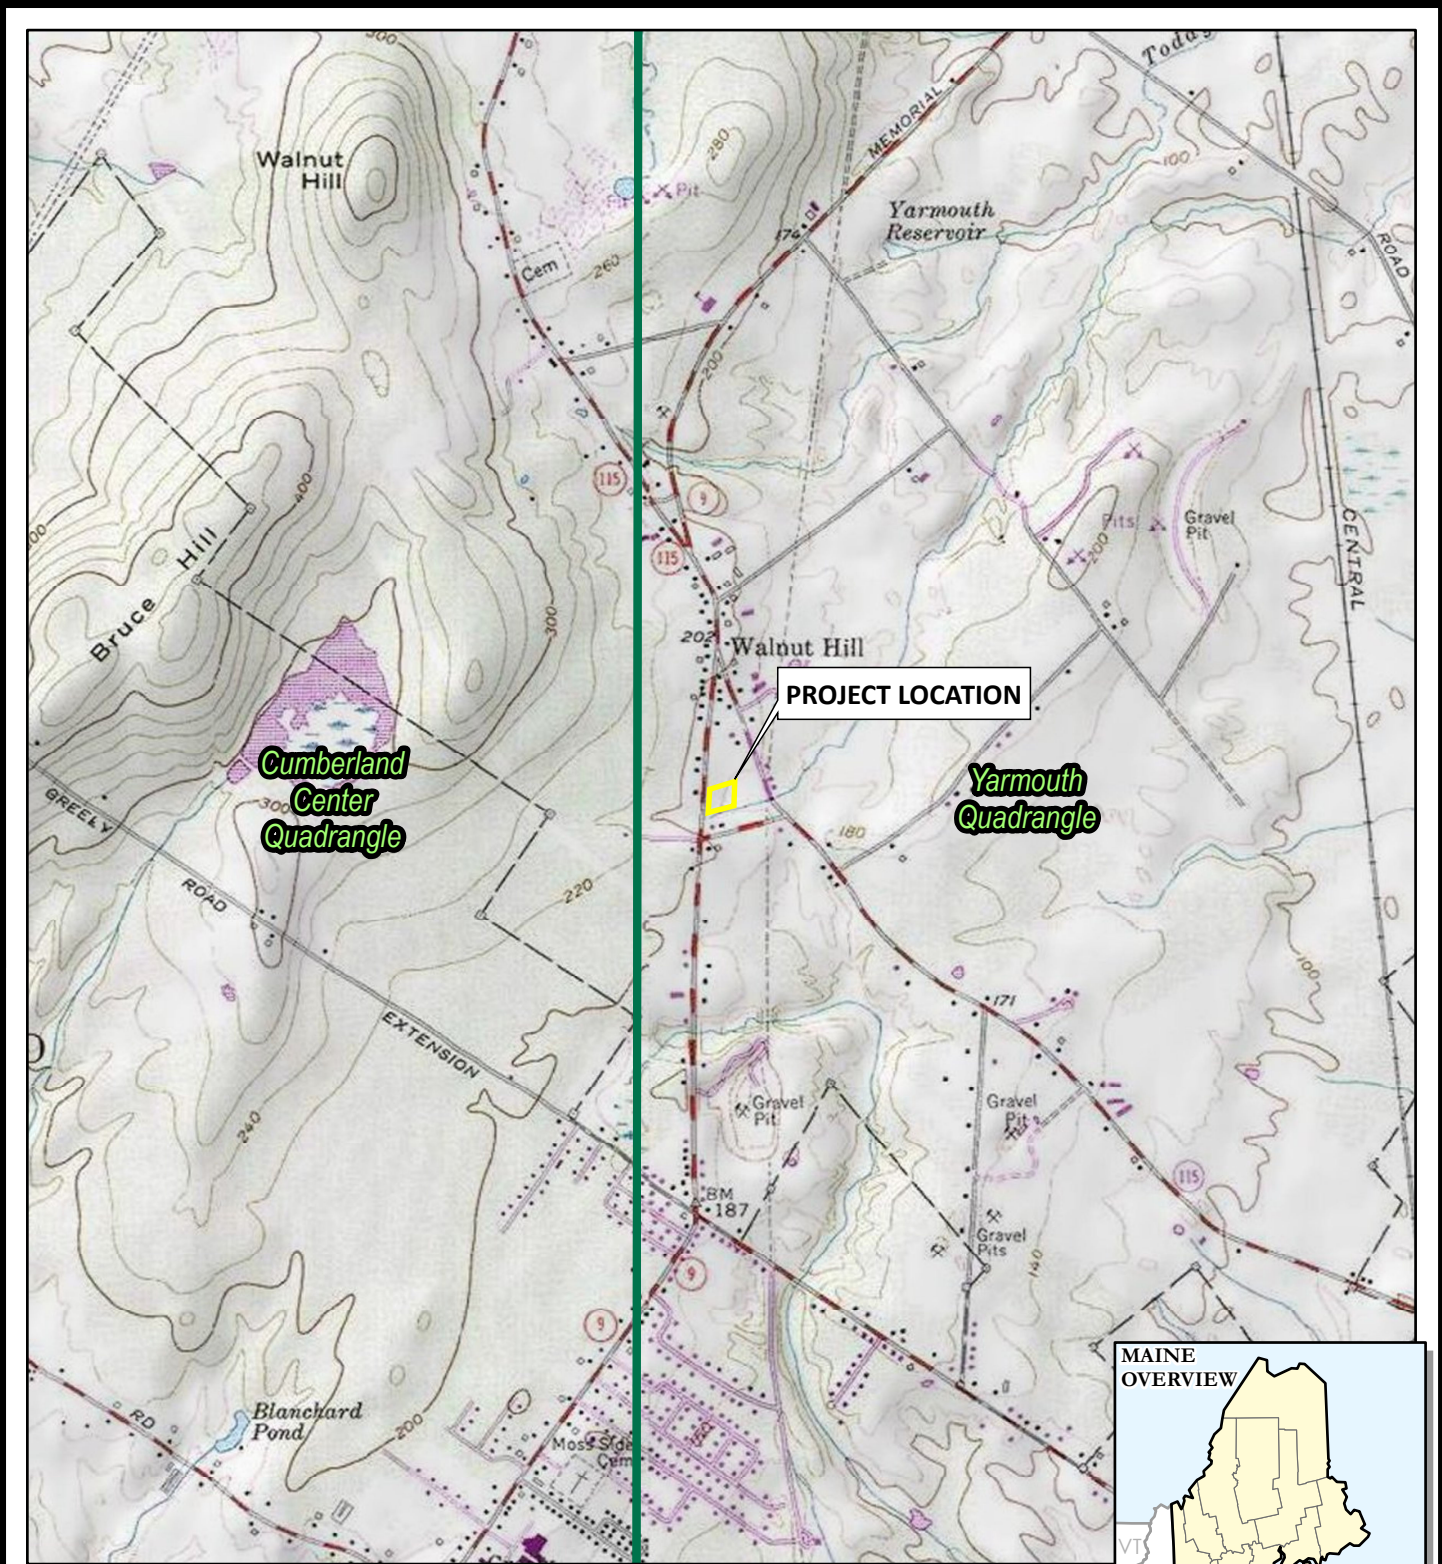 300
Today
MEMORIAL
280
Walnut
Hill
100
Pit
Yarmouth
Reservoir
174
ROAD
Cem
260
200
115
9
400
Pits
Gravel
Pit
200
CENTRAL
115
Bruce Hill
300
202
Walnut Hill
PROJECT LOCATION
Cumberland
Center
Quadrangle
Yarmouth
Quadrangle
GREELY
300
180
ROAD
220
100
171
EXTENSION
240
Gravel
Pit
Gravel
Pit
115
BM
187
Gravel
Pits
140
9
9
MAINE
OVERVIEW
RD
Blanchard
Pond
200
Moss Side
Cem
VT